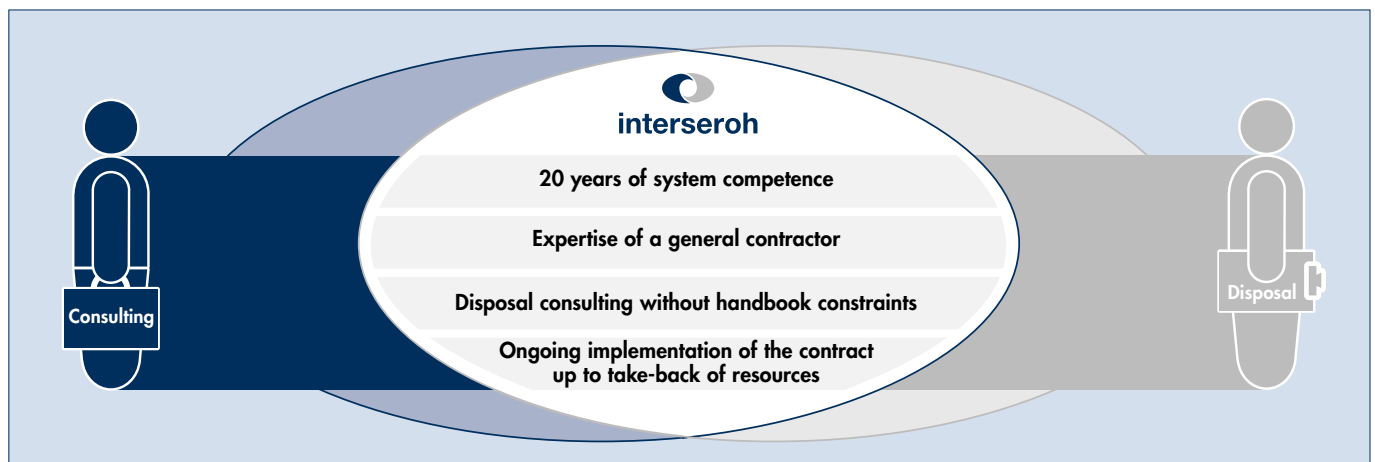 interseroh
20 years of system competence
Expertise of a general contractor
Disposal consulting without handbook constraints
Ongoing implementation of the contract
up to take-back of resources
Consulting
Disposal